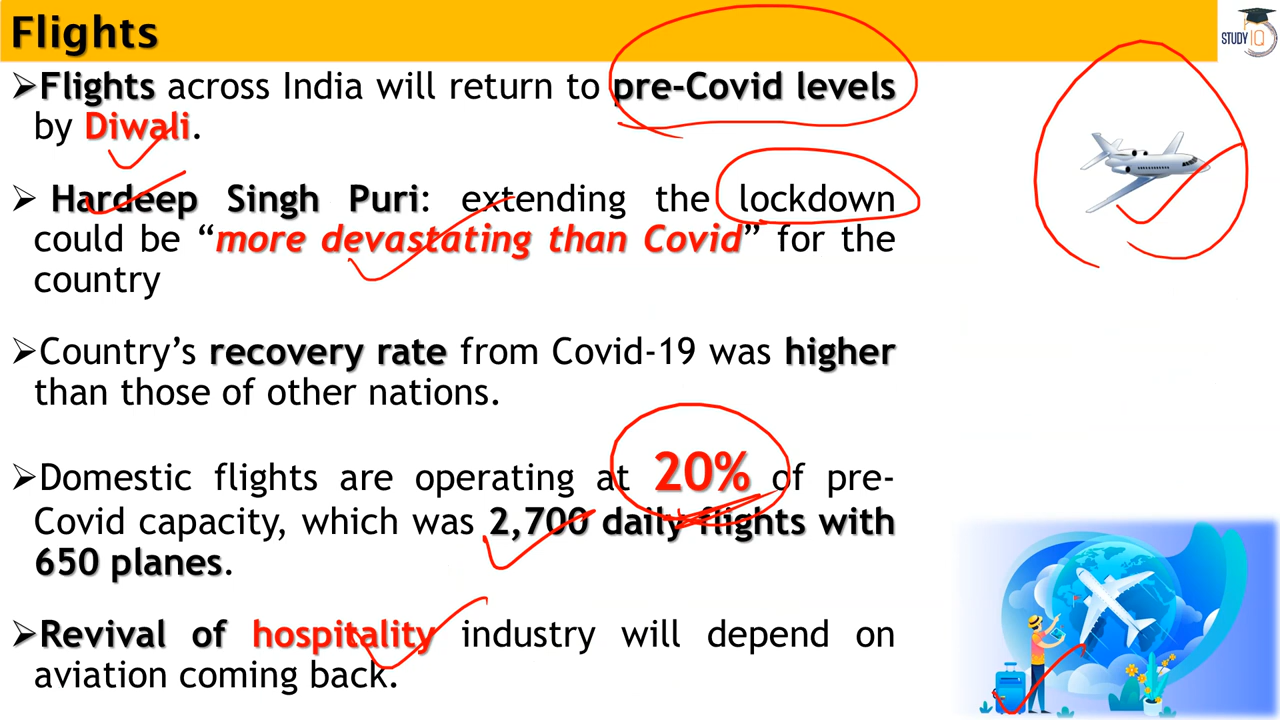 Flights
STUDY IQ
➢Flights across India will return to pre-Covid levels
by Diwali.
➢ Hardeep Singh Puri: extending the lockdown
could be “more devastating than Covid” for the
country
➢Country’s recovery rate from Covid-19 was higher
than those of other nations.
➢Domestic flights are operating at 20% of pre-
Covid capacity, which was 2,700 daily flights with
650 planes.
➢Revival of hospitality industry will depend on
aviation coming back.